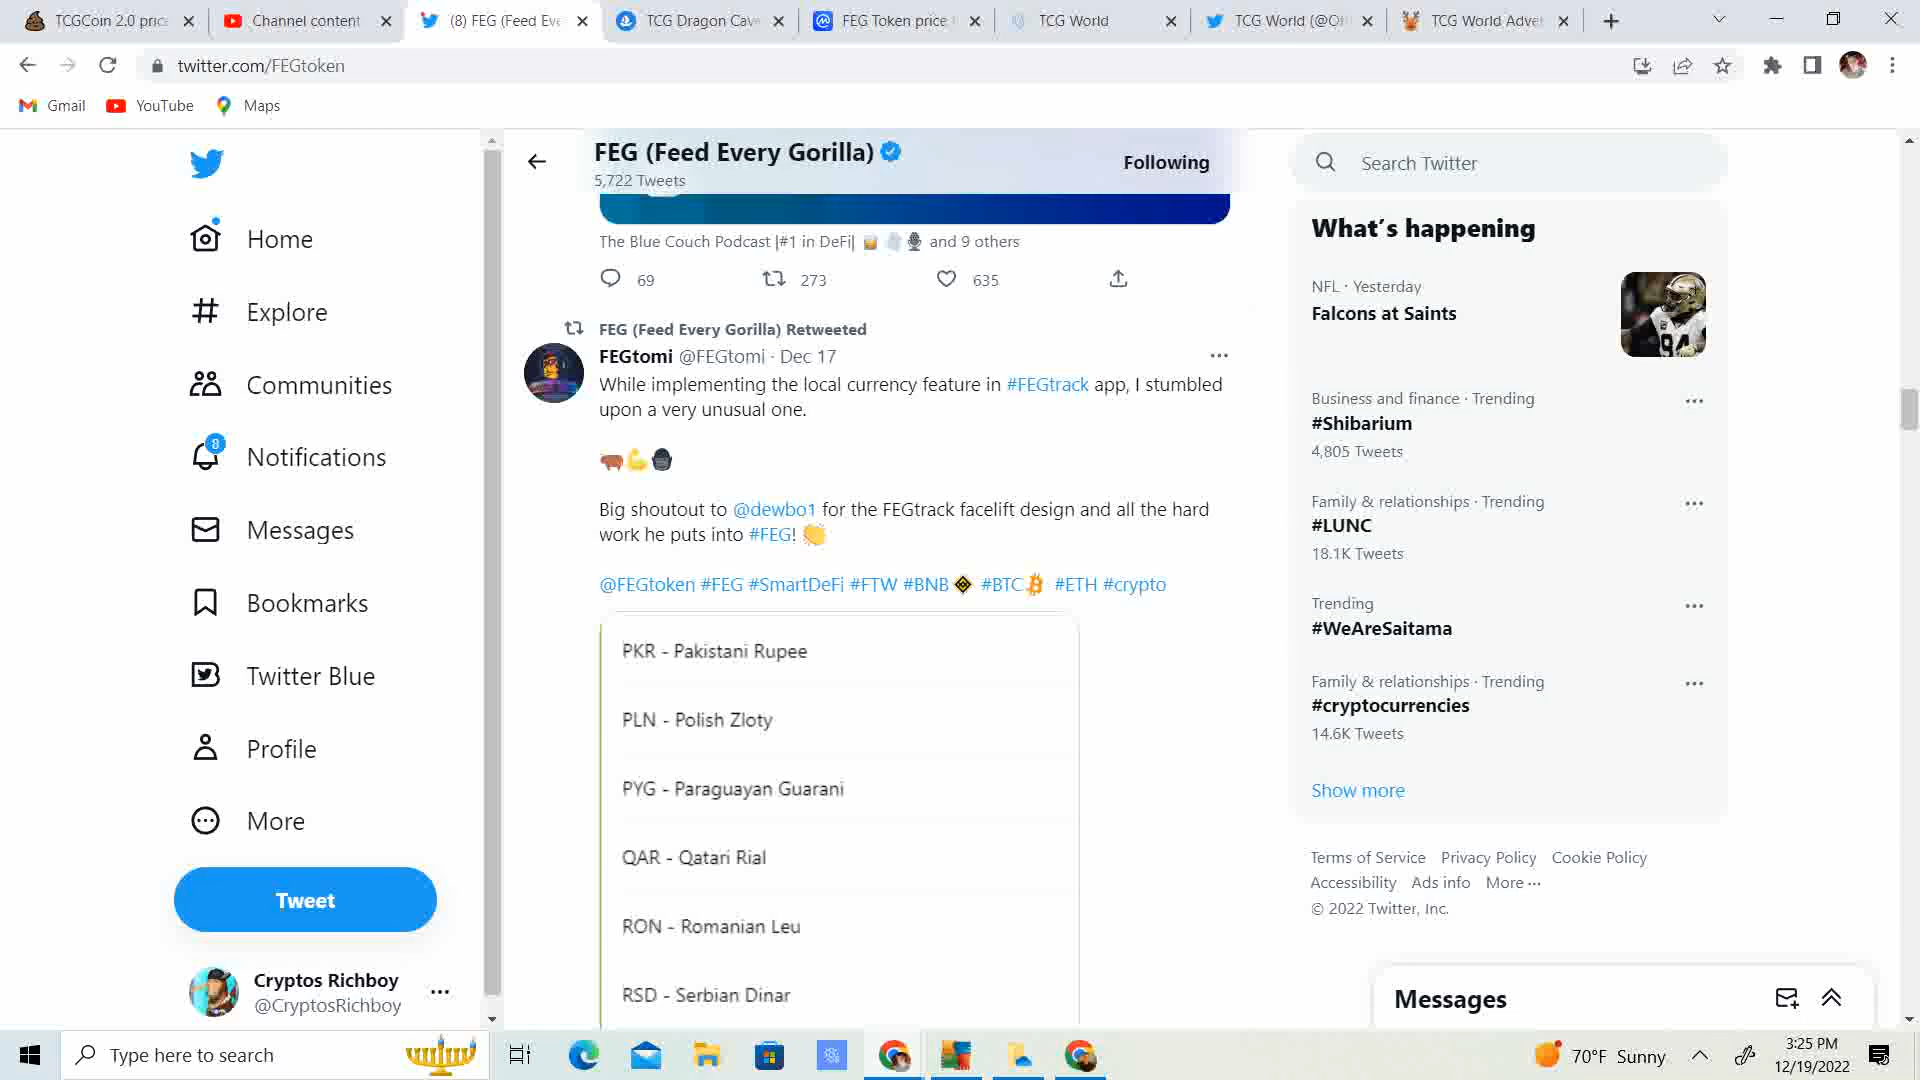 TCGCoin 2.0 price
Channel content
(8) FEG (Feed Eve
TCG Dragon Cave
FEG Token price
TCG World
TCG World (@Off
TCG World Adve
twitter.com/FEGtoken
Gmail
YouTube
Maps
Home
Explore
Communities
8
Notifications
Messages
Bookmarks
Twitter Blue
Profile
More
Tweet
Cryptos Richboy
@CryptosRichboy
FEG (Feed Every Gorilla)
5,722 Tweets
Following
The Blue Couch Podcast |#1 in DeFi| and 9 others
69
273
635
FEG (Feed Every Gorilla) Retweeted
FEGtomi @FEGtomi · Dec 17
While implementing the local currency feature in #FEGtrack app, I stumbled
upon a very unusual one.
Big shoutout to @dewbo1 for the FEGtrack facelift design and all the hard
work he puts into #FEG!
@FEGtoken #FEG #SmartDeFi #FTW #BNB #BTC #ETH #crypto
PKR - Pakistani Rupee
PLN - Polish Zloty
PYG - Paraguayan Guarani
QAR - Qatari Rial
RON - Romanian Leu
RSD - Serbian Dinar
Search Twitter
What's happening
NFL · Yesterday
Falcons at Saints
94
Business and finance · Trending
#Shibarium
4,805 Tweets
Family & relationships · Trending
#LUNC
18.1K Tweets
Trending
#WeAreSaitama
Family & relationships · Trending
#cryptocurrencies
14.6K Tweets
Show more
Terms of Service Privacy Policy Cookie Policy
Accessibility Ads info More ···
© 2022 Twitter, Inc.
Messages
Type here to search
70°F Sunny
3:25 PM
12/19/2022